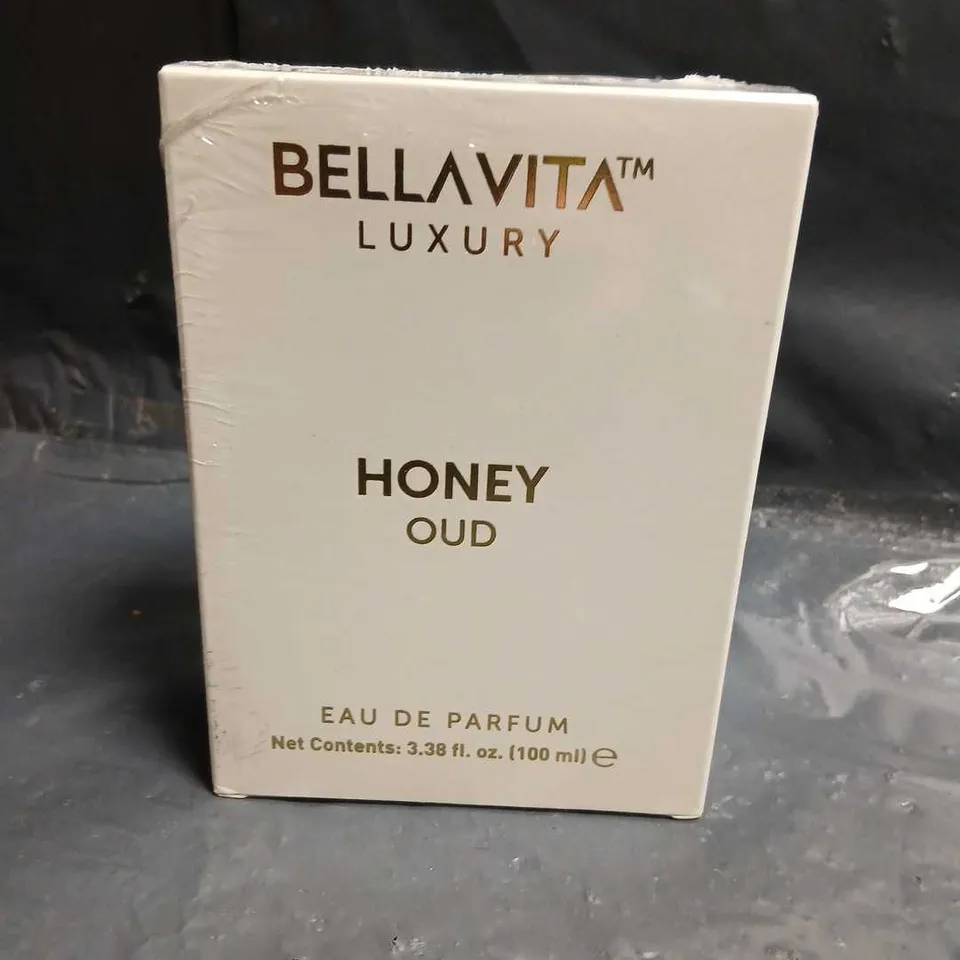 BELLAVITA™
LUXURY
HONEY
OUD
EAU DE PARFUM
Net Contents: 3.38 fl. oz. (100 ml) ℮